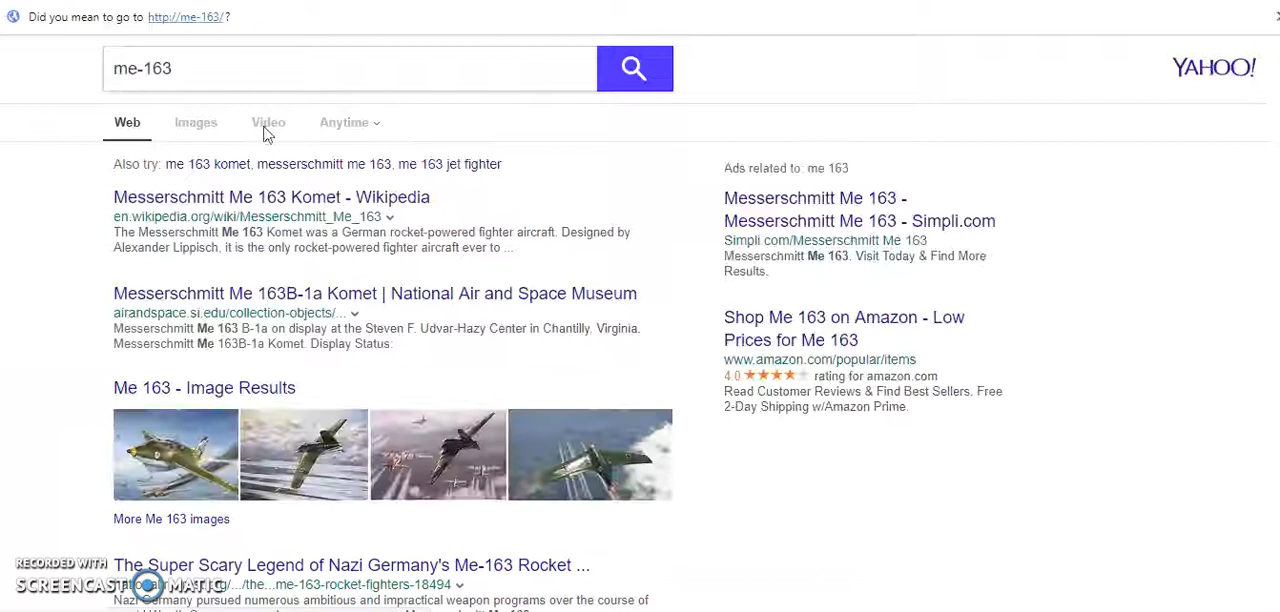 Did you mean to go to http://me-163/?
me-163
YAHOO!
Web Images Video Anytime
Also try: me 163 komet, messerschmitt me 163, me 163 jet fighter
Messerschmitt Me 163 Komet - Wikipedia
en.wikipedia.org/wiki/Messerschmitt_Me_163
The Messerschmitt Me 163 Komet was a German rocket-powered fighter aircraft. Designed by
Alexander Lippisch, it is the only rocket-powered fighter aircraft ever to ...
Messerschmitt Me 163B-1a Komet | National Air and Space Museum
airandspace.si.edu/collection-objects/...
Messerschmitt Me 163 B-1a on display at the Steven F. Udvar-Hazy Center in Chantilly, Virginia.
Messerschmitt Me 163B-1a Komet. Display Status:
Me 163 - Image Results
More Me 163 images
The Super Scary Legend of Nazi Germany's Me-163 Rocket ...
/.../the...me-163-rocket-fighters-18494
Nazi Germany pursued numerous ambitious and impractical weapon programs over the course of
Ads related to: me 163
Messerschmitt Me 163 -
Messerschmitt Me 163 - Simpli.com
Simpli.com/Messerschmitt Me 163
Messerschmitt Me 163. Visit Today & Find More
Results.
Shop Me 163 on Amazon - Low
Prices for Me 163
www.amazon.com/popular/items
4.0 rating for amazon.com
Read Customer Reviews & Find Best Sellers. Free
2-Day Shipping w/Amazon Prime.
RECORDED WITH
SCREENCAST MATIC